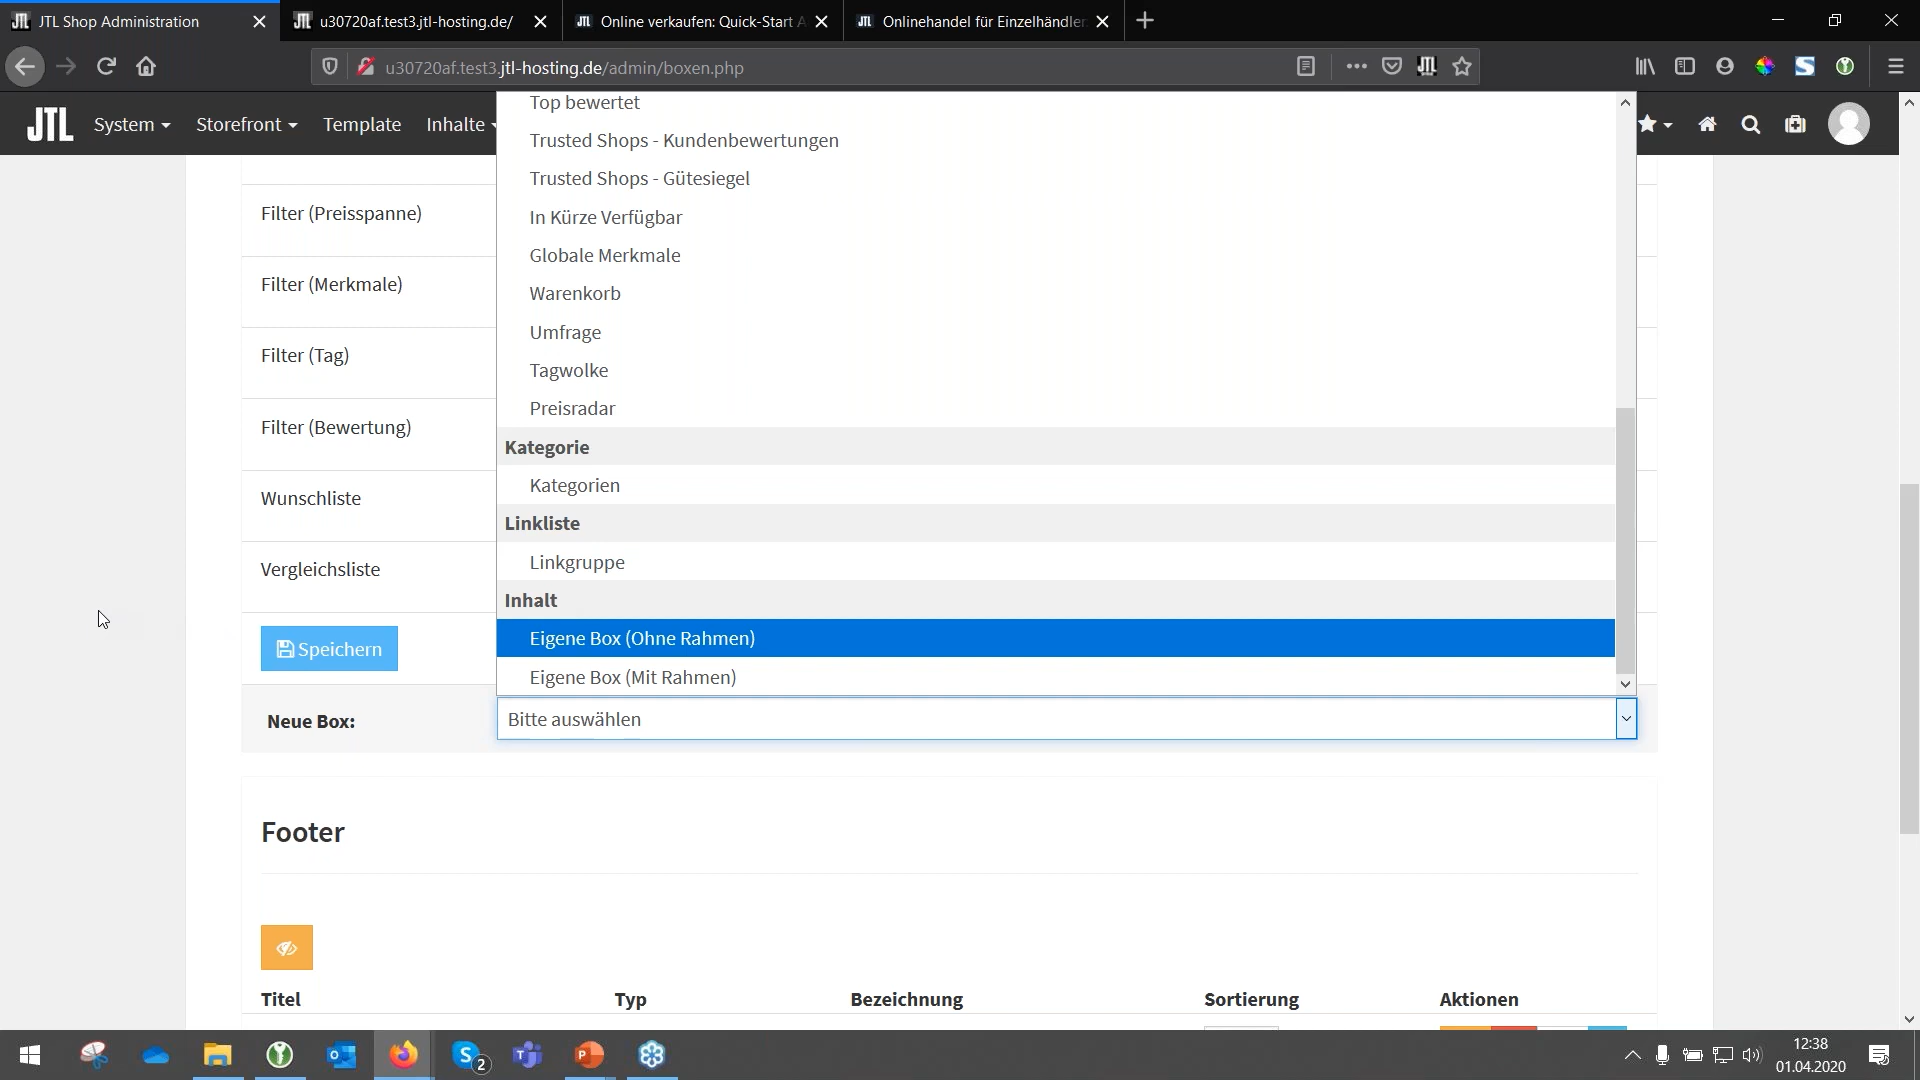 JTL Shop Administration
u30720af.test3.jtl-hosting.de/
Online verkaufen: Quick-Start A
Onlinehandel für Einzelhändler:
u30720af.test3.jtl-hosting.de/admin/boxen.php
JTL
System
Storefront
Template
Inhalte
Top bewertet
Trusted Shops - Kundenbewertungen
Trusted Shops - Gütesiegel
In Kürze Verfügbar
Globale Merkmale
Warenkorb
Umfrage
Tagwolke
Preisradar
Kategorie
Kategorien
Linkliste
Linkgruppe
Inhalt
Eigene Box (Ohne Rahmen)
Eigene Box (Mit Rahmen)
Filter (Preisspanne)
Filter (Merkmale)
Filter (Tag)
Filter (Bewertung)
Wunschliste
Vergleichsliste
Speichern
Neue Box:
Bitte auswählen
Footer
Titel Typ Bezeichnung Sortierung Aktionen
2
12:38
01.04.2020